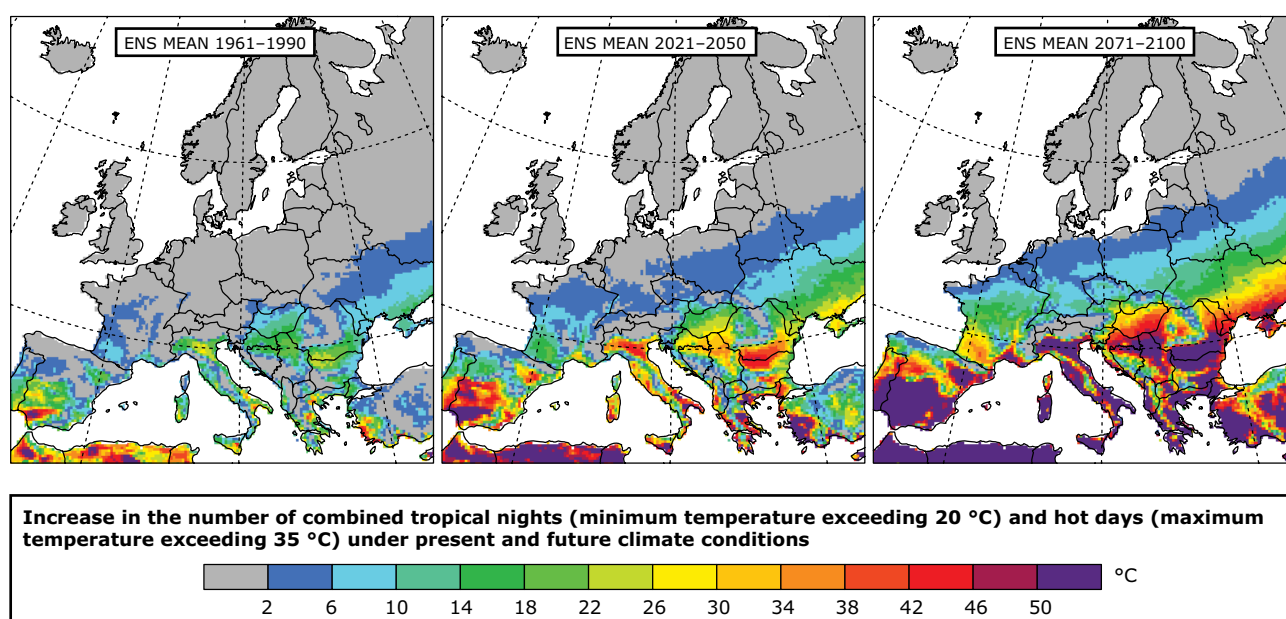 ENS MEAN 1961–1990
ENS MEAN 2021–2050
ENS MEAN 2071–2100
Increase in the number of combined tropical nights (minimum temperature exceeding 20 °C) and hot days (maximum
temperature exceeding 35 °C) under present and future climate conditions
°C
2 6 10 14 18 22 26 30 34 38 42 46 50